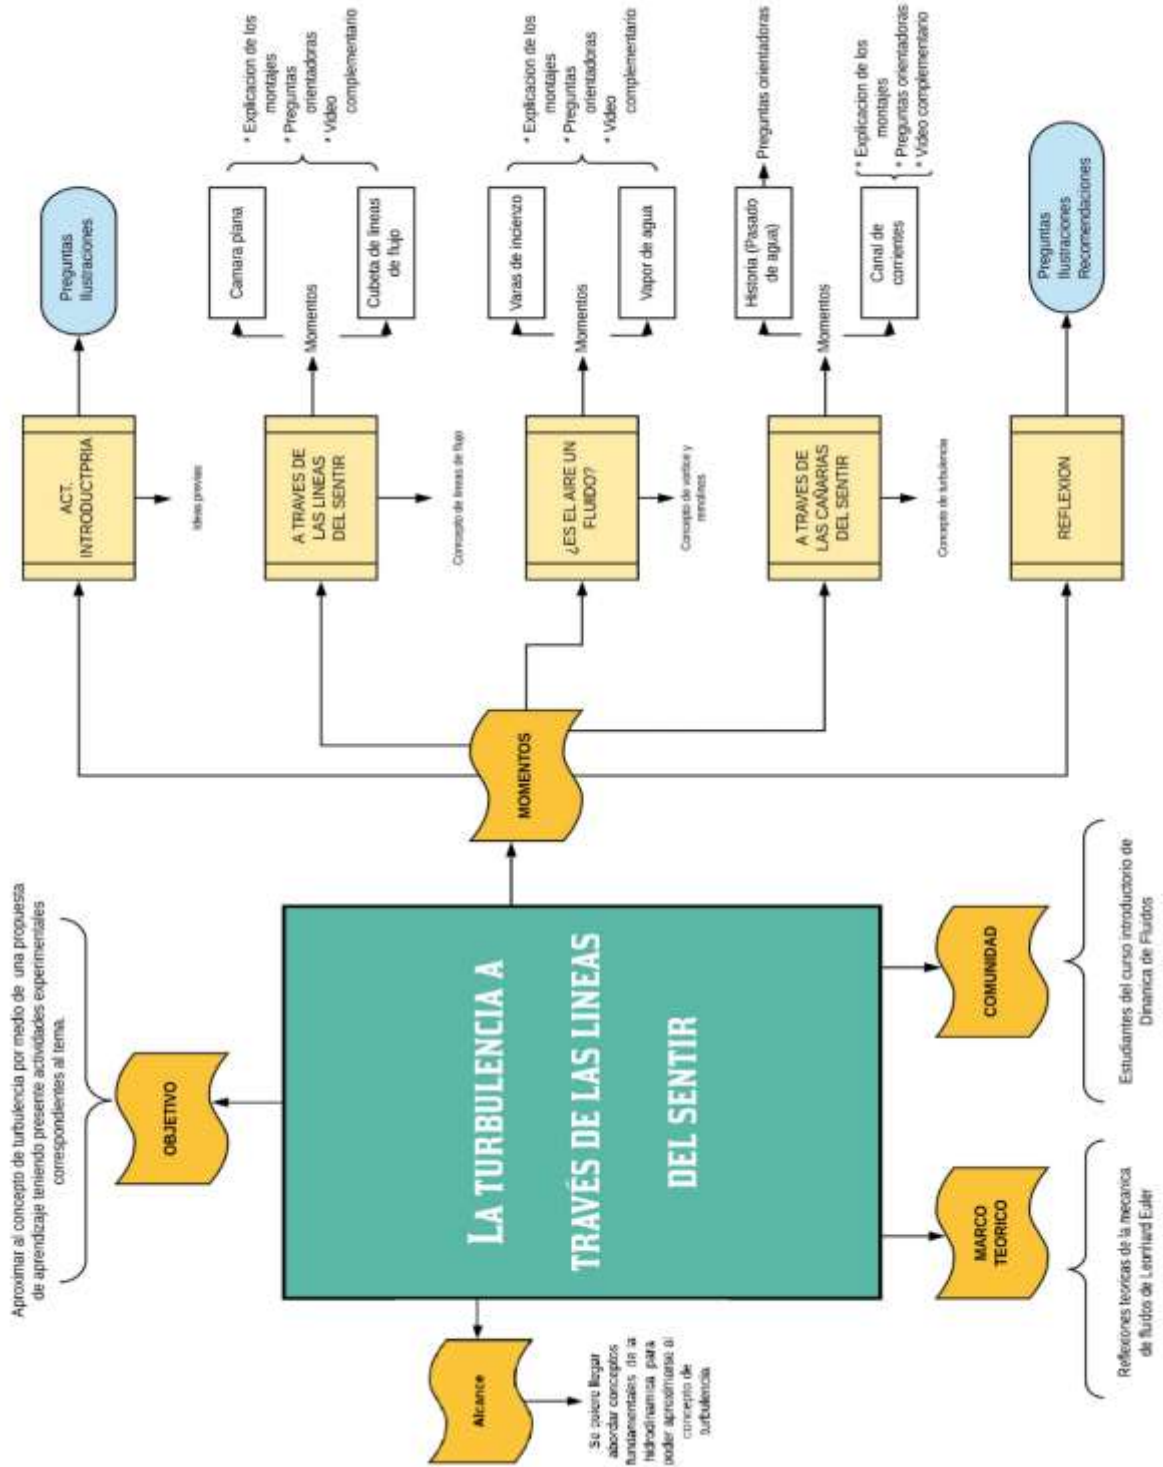 Aproximar al concepto de turbulencia por medio de una propuesta
de aprendizaje teniendo presente actividades experimentales
correspondientes al tema.
OBJETIVO
Alcance
Se quiere llegar
abordar conceptos
fundamentales de la
hidrodinamica para
poder aproximarse al
concepto de
turbulencia
LA TURBULENCIA A
TRAVÉS DE LAS LINEAS
DEL SENTIR
MARCO
TEORICO
Reflexiones teoricas de la mecanica
de fluidos de Leonhard Euler
COMUNIDAD
Estudiantes del curso introductorio de
Dinanica de Fluidos
MOMENTOS
ACT.
INTRODUCTPRIA
Ideas previas
Preguntas
Ilustraciones
A TRAVES DE
LAS LINEAS
DEL SENTIR
Concepto de lineas de flujo
Momentos
Camara plana
Cubeta de lineas
de flujo
* Explicacion de los
montajes
* Preguntas
orientadoras
* Video
complementario
¿ES EL AIRE UN
FLUIDO?
Concepto de vortice y
remolinos
Momentos
Varas de incienzo
Vapor de agua
* Explicacion de los
montajes
* Preguntas
orientadoras
* Video
complementario
A TRAVES DE
LAS CAÑARIAS
DEL SENTIR
Concepto de turbulencia
Momentos
Historia (Pasado
de agua)
Preguntas orientadoras
Canal de
corrientes
* Explicacion de los
montajes
* Preguntas orientadoras
* Video complementario
REFLEXION
Preguntas
Ilustraciones
Recomendaciones